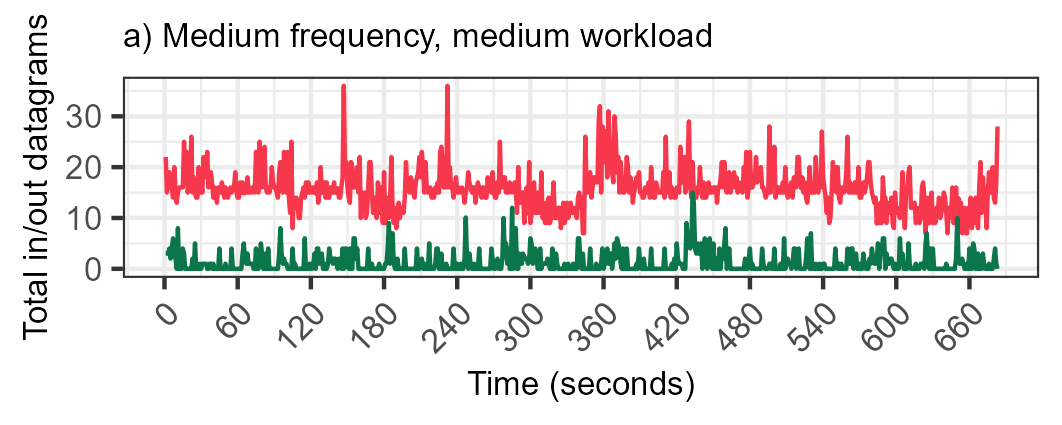 a) Medium frequency, medium workload
Total in/out datagrams
30
20
10
0
0 60 120 180 240 300 360 420 480 540 600 660
Time (seconds)